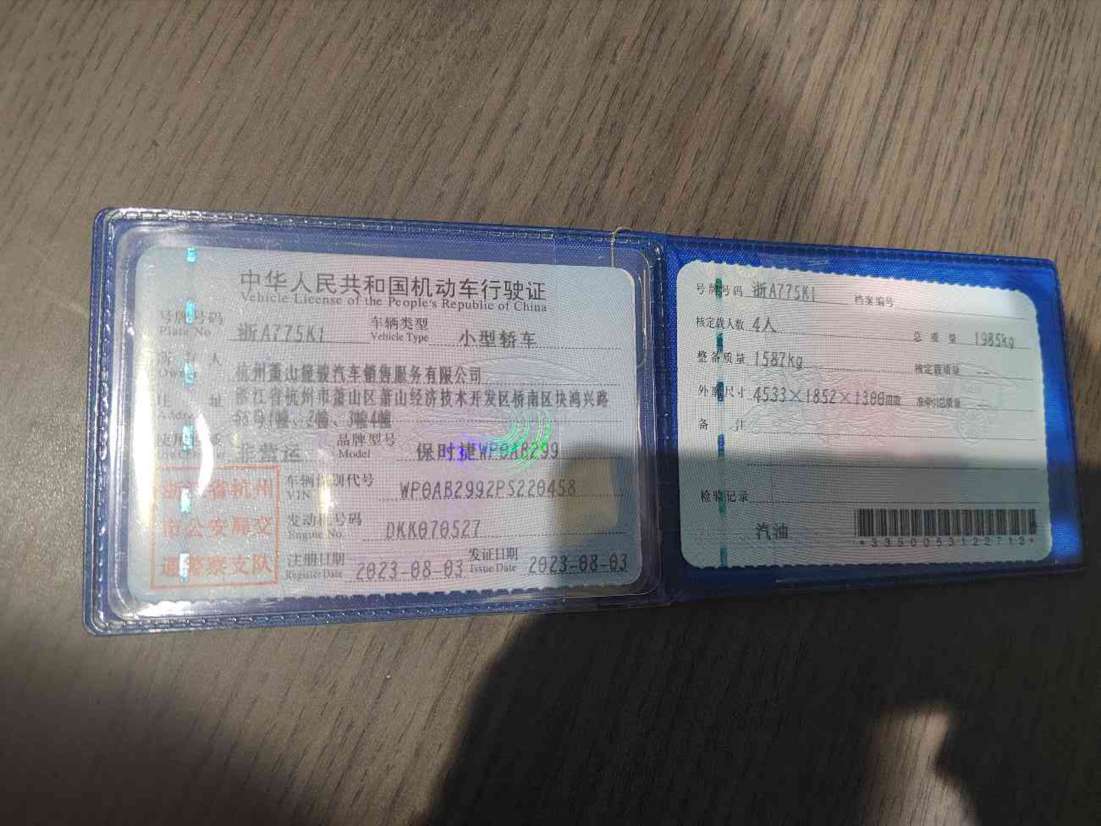 中华人民共和国机动车行驶证
Vehicle License of the People's Republic of China
号牌号码 浙A775K1 车辆类型 小型轿车
Plate No. Vehicle Type
所有人 杭州萧山 汽车销售服务有限公司
Owner
住址 浙江省杭州市萧山区萧山经济技术开发区桥南区块鸿兴路
Address 1幢、2幢、3幢4幢
营运 品牌型号 保时捷WP0AB299
Model
浙江省杭州
市公安局交
通警察支队
车辆识别代号 WP0AB2992PS220458
VIN
发动机号码 DKK070527
Engine No.
注册日期 2023-08-03 发证日期 2023-08-03
Register Date Issue Date
号牌号码 浙A775K1 档案编号
核定载人数 4人 总质量 1985kg
整备质量 1587kg 核定载质量 --
外廓尺寸 4533×1852×1300mm 准牵引总质量 --
备注
检验记录
汽油
*3350053122712*